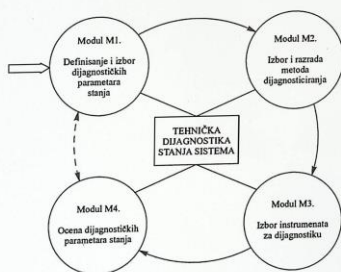 Modul M1.
Definisanje i izbor
dijagnostičkih
parametara
stanja
Modul M2.
Izbor i razrada
metoda
dijagnosticiranja
TEHNIČKA
DIJAGNOSTIKA
STANJA SISTEMA
Modul M4.
Ocena dijagnostičkih
parametara stanja
Modul M3.
Izbor instrumenata
za dijagnostiku